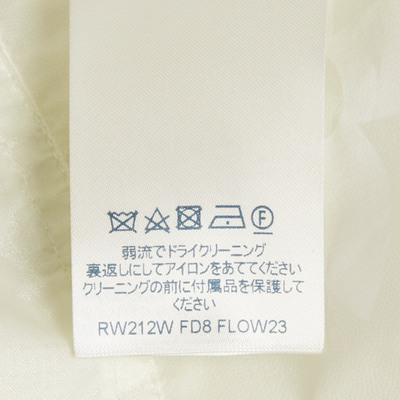 F
弱流でドライクリーニング
裏返しにしてアイロンをあててください
クリーニングの前に付属品を保護して
ください
RW212W FD8 FLOW23